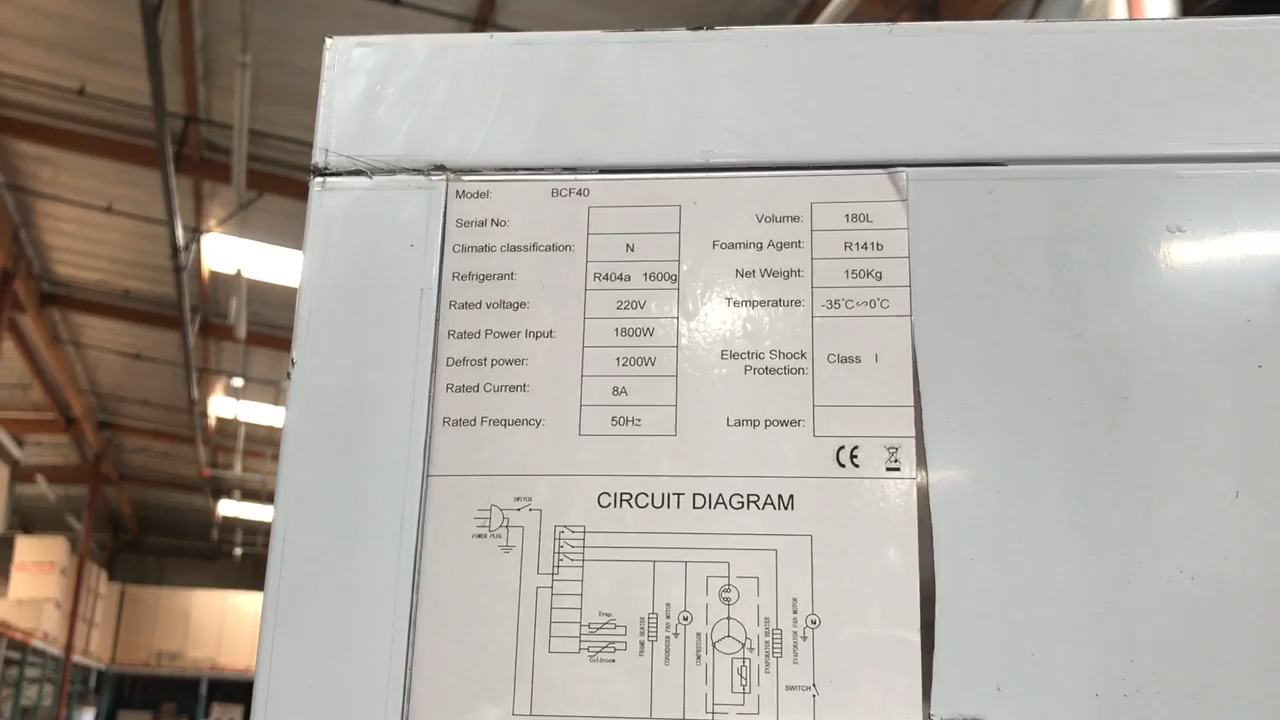 Model: BCF40
Serial No:
Climatic classification: N
Refrigerant: R404a 1600g
Rated voltage: 220V
Rated Power Input: 1800W
Defrost power: 1200W
Rated Current: 8A
Rated Frequency: 50Hz
Volume: 180L
Foaming Agent: R141b
Net Weight: 150Kg
Temperature: -35°C∽0°C
Electric Shock
Protection: Class I
Lamp power:
CE
CIRCUIT DIAGRAM
SWITCH
POWER PLUG
Evap.
Coldroom
FRAME HEATER
CONDENSER FAN MOTOR
M
COMPRESSOR
EVAPORATOR HEATER
EVAPORATOR FAN MOTOR
M
SWITCH